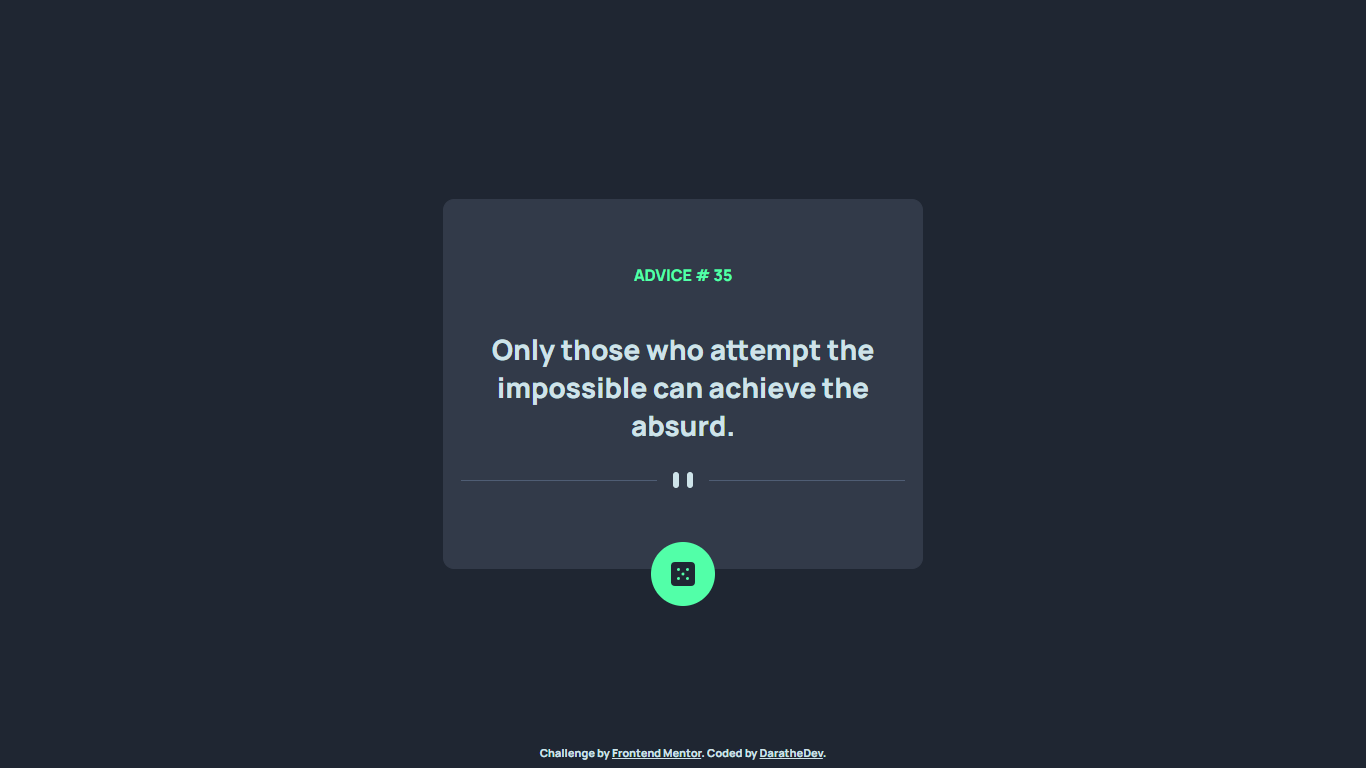 ADVICE # 35
Only those who attempt the
impossible can achieve the
absurd.
Challenge by Frontend Mentor. Coded by DaratheDev.